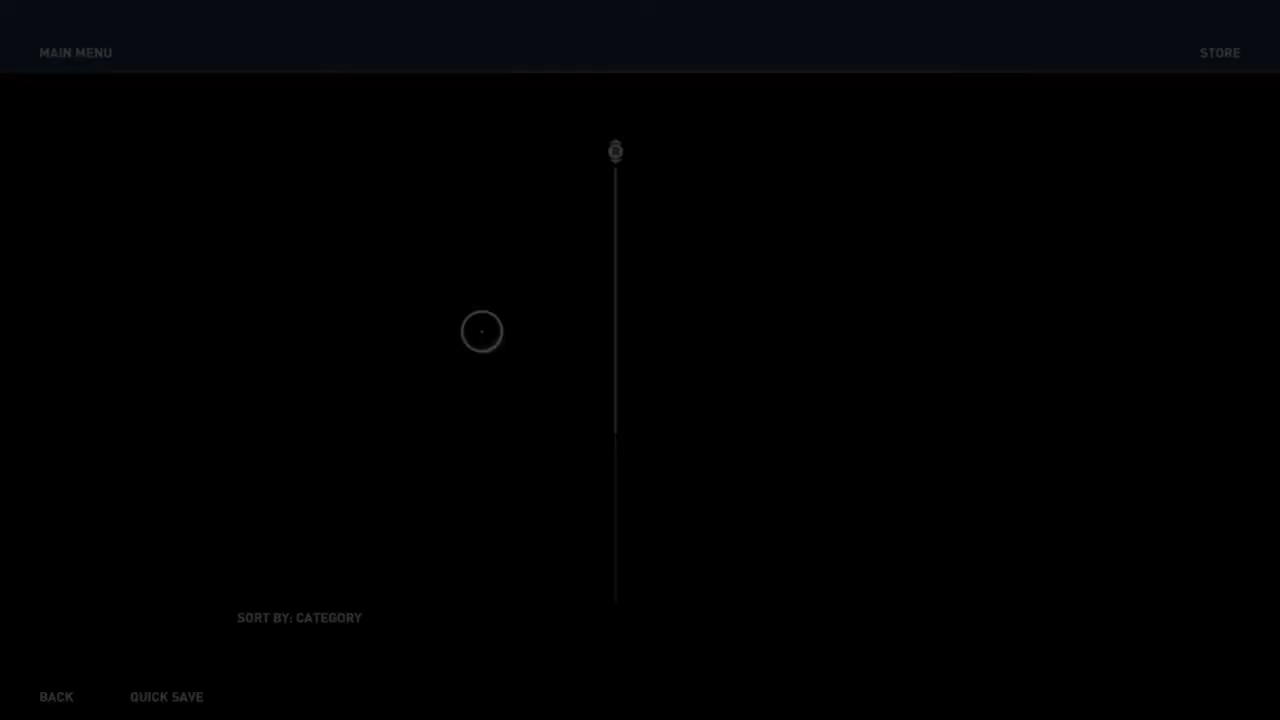 MAIN MENU
STORE
SORT BY: CATEGORY
BACK
QUICK SAVE